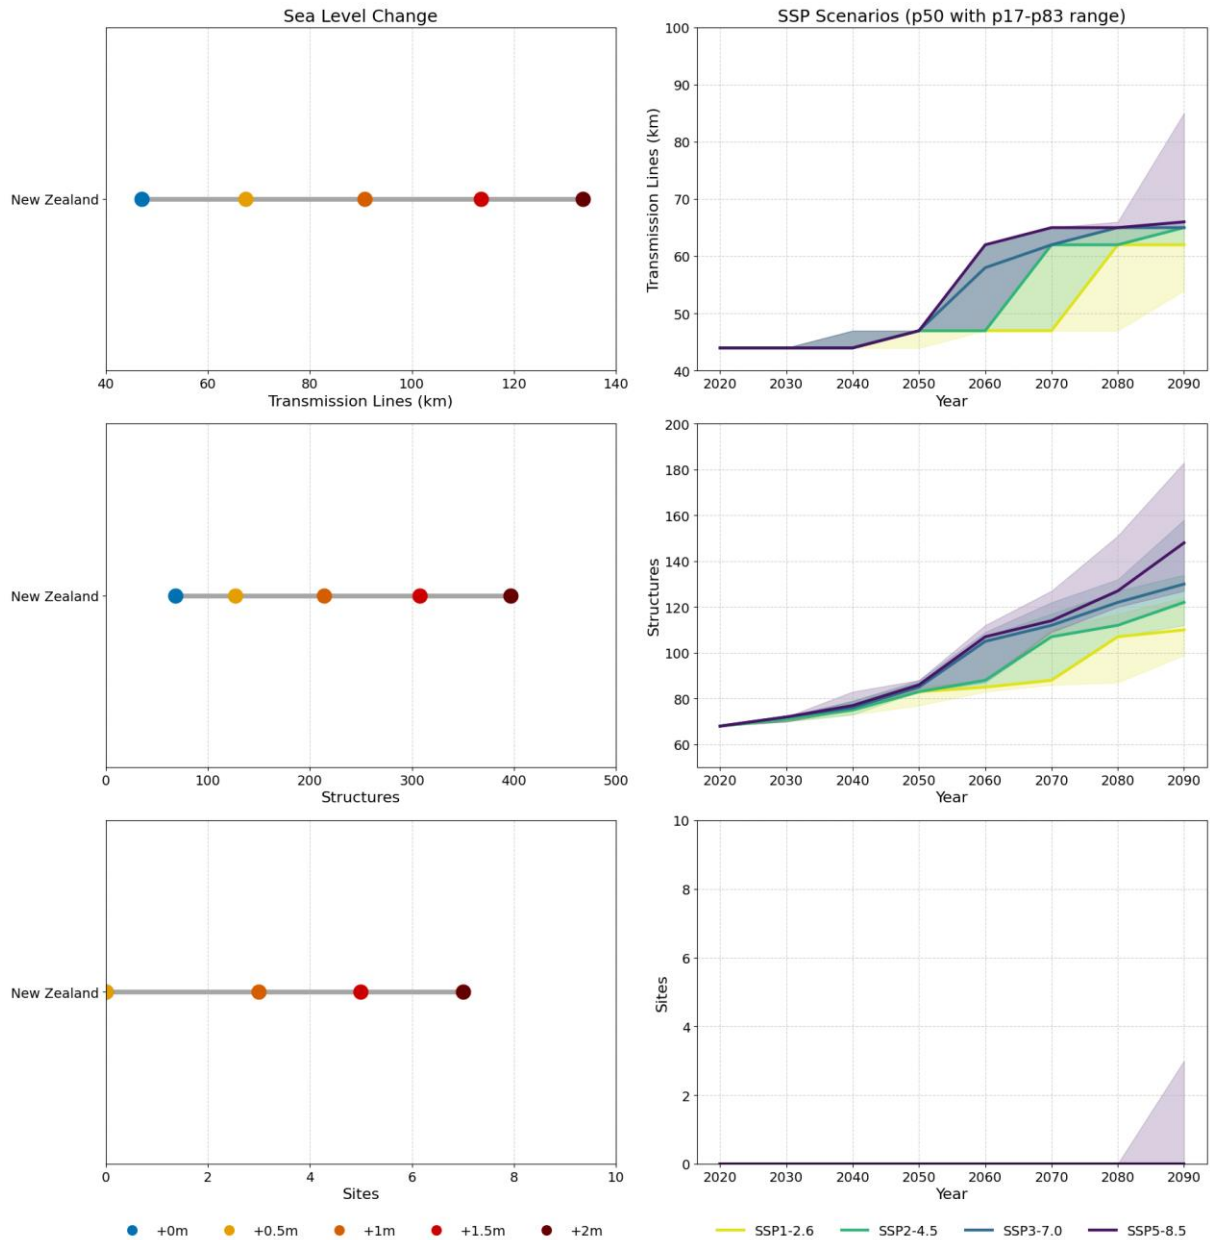 Sea Level Change
SSP Scenarios (p50 with p17-p83 range)
New Zealand
40 60 80 100 120 140
Transmission Lines (km)
100
90
80
70
60
50
40
Transmission Lines (km)
2020 2030 2040 2050 2060 2070 2080 2090
Year
New Zealand
0 100 200 300 400 500
Structures
200
180
160
140
120
100
80
60
Structures
2020 2030 2040 2050 2060 2070 2080 2090
Year
New Zealand
0 2 4 6 8 10
Sites
10
8
6
4
2
0
Sites
2020 2030 2040 2050 2060 2070 2080 2090
Year
+0m +0.5m +1m +1.5m +2m
SSP1-2.6 SSP2-4.5 SSP3-7.0 SSP5-8.5